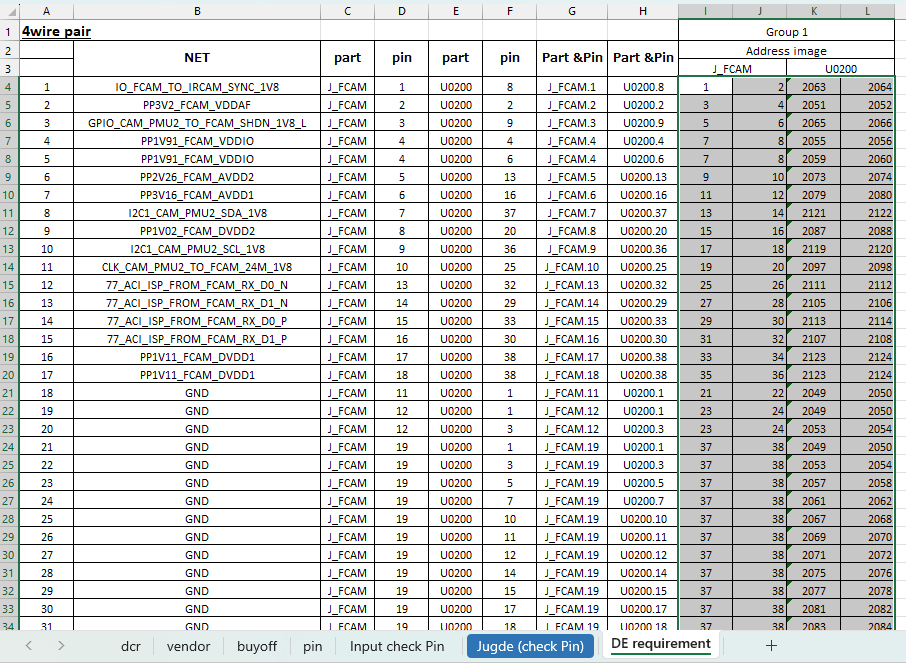 A B C D E F G H I J K L
1 4wire pair Group 1
2 NET part pin part pin Part &Pin Part &Pin Address image
3 J_FCAM U0200
4 1 IO_FCAM_TO_IRCAM_SYNC_1V8 J_FCAM 1 U0200 8 J_FCAM.1 U0200.8 1 2 2063 2064
5 2 PP3V2_FCAM_VDDAF J_FCAM 2 U0200 2 J_FCAM.2 U0200.2 3 4 2051 2052
6 3 GPIO_CAM_PMU2_TO_FCAM_SHDN_1V8_L J_FCAM 3 U0200 9 J_FCAM.3 U0200.9 5 6 2065 2066
7 4 PP1V91_FCAM_VDDIO J_FCAM 4 U0200 4 J_FCAM.4 U0200.4 7 8 2055 2056
8 5 PP1V91_FCAM_VDDIO J_FCAM 4 U0200 6 J_FCAM.4 U0200.6 7 8 2059 2060
9 6 PP2V26_FCAM_AVDD2 J_FCAM 5 U0200 13 J_FCAM.5 U0200.13 9 10 2073 2074
10 7 PP3V16_FCAM_AVDD1 J_FCAM 6 U0200 16 J_FCAM.6 U0200.16 11 12 2079 2080
11 8 I2C1_CAM_PMU2_SDA_1V8 J_FCAM 7 U0200 37 J_FCAM.7 U0200.37 13 14 2121 2122
12 9 PP1V02_FCAM_DVDD2 J_FCAM 8 U0200 20 J_FCAM.8 U0200.20 15 16 2087 2088
13 10 I2C1_CAM_PMU2_SCL_1V8 J_FCAM 9 U0200 36 J_FCAM.9 U0200.36 17 18 2119 2120
14 11 CLK_CAM_PMU2_TO_FCAM_24M_1V8 J_FCAM 10 U0200 25 J_FCAM.10 U0200.25 19 20 2097 2098
15 12 77_ACI_ISP_FROM_FCAM_RX_D0_N J_FCAM 13 U0200 32 J_FCAM.13 U0200.32 25 26 2111 2112
16 13 77_ACI_ISP_FROM_FCAM_RX_D1_N J_FCAM 14 U0200 29 J_FCAM.14 U0200.29 27 28 2105 2106
17 14 77_ACI_ISP_FROM_FCAM_RX_D0_P J_FCAM 15 U0200 33 J_FCAM.15 U0200.33 29 30 2113 2114
18 15 77_ACI_ISP_FROM_FCAM_RX_D1_P J_FCAM 16 U0200 30 J_FCAM.16 U0200.30 31 32 2107 2108
19 16 PP1V11_FCAM_DVDD1 J_FCAM 17 U0200 38 J_FCAM.17 U0200.38 33 34 2123 2124
20 17 PP1V11_FCAM_DVDD1 J_FCAM 18 U0200 38 J_FCAM.18 U0200.38 35 36 2123 2124
21 18 GND J_FCAM 11 U0200 1 J_FCAM.11 U0200.1 21 22 2049 2050
22 19 GND J_FCAM 12 U0200 1 J_FCAM.12 U0200.1 23 24 2049 2050
23 20 GND J_FCAM 12 U0200 3 J_FCAM.12 U0200.3 23 24 2053 2054
24 21 GND J_FCAM 19 U0200 1 J_FCAM.19 U0200.1 37 38 2049 2050
25 22 GND J_FCAM 19 U0200 3 J_FCAM.19 U0200.3 37 38 2053 2054
26 23 GND J_FCAM 19 U0200 5 J_FCAM.19 U0200.5 37 38 2057 2058
27 24 GND J_FCAM 19 U0200 7 J_FCAM.19 U0200.7 37 38 2061 2062
28 25 GND J_FCAM 19 U0200 10 J_FCAM.19 U0200.10 37 38 2067 2068
29 26 GND J_FCAM 19 U0200 11 J_FCAM.19 U0200.11 37 38 2069 2070
30 27 GND J_FCAM 19 U0200 12 J_FCAM.19 U0200.12 37 38 2071 2072
31 28 GND J_FCAM 19 U0200 14 J_FCAM.19 U0200.14 37 38 2075 2076
32 29 GND J_FCAM 19 U0200 15 J_FCAM.19 U0200.15 37 38 2077 2078
33 30 GND J_FCAM 19 U0200 17 J_FCAM.19 U0200.17 37 38 2081 2082
34 31 GND J_FCAM 19 U0200 18 J_FCAM.19 U0200.18 37 38 2083 2084
dcr vendor buyoff pin Input check Pin Jugde (check Pin) DE requirement